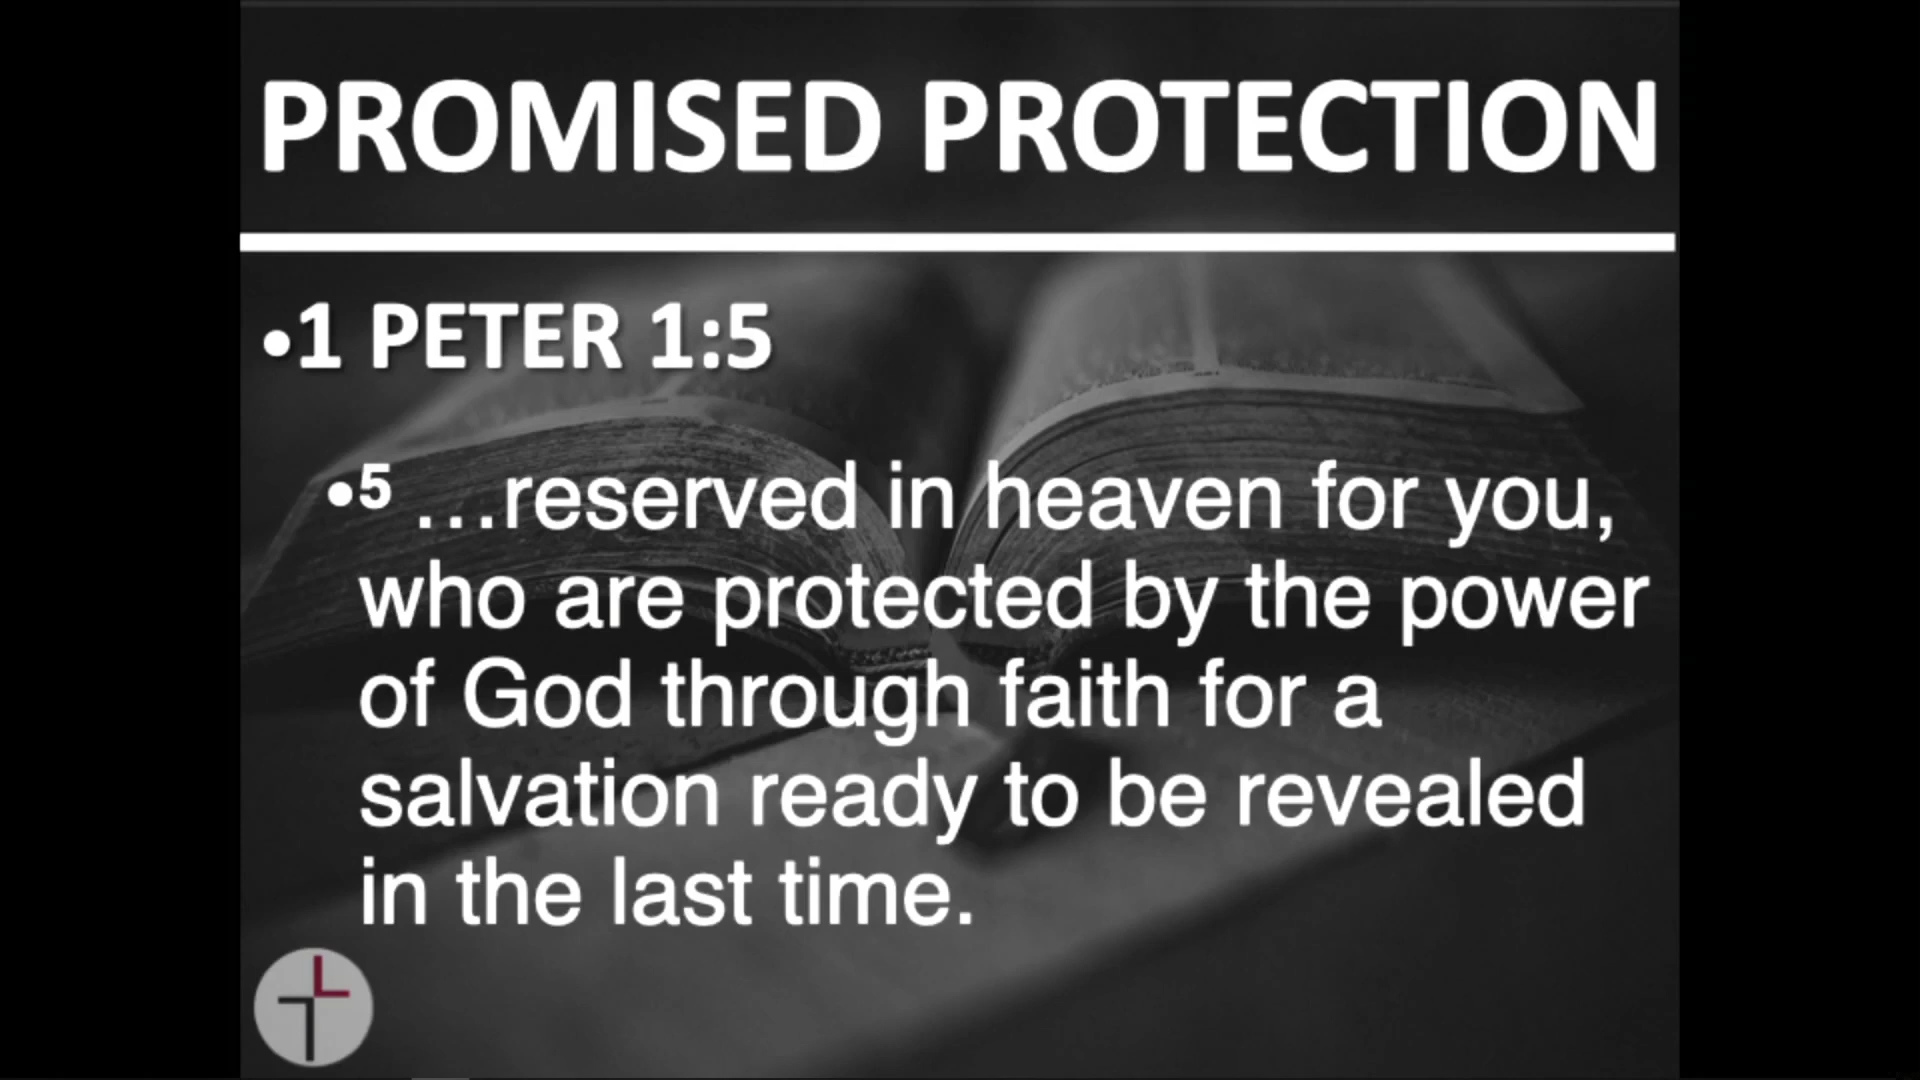 PROMISED PROTECTION
•1 PETER 1:5
•5 …reserved in heaven for you,
who are protected by the power
of God through faith for a
salvation ready to be revealed
in the last time.